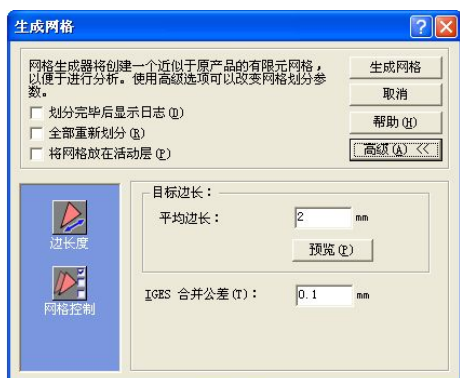 生成网格
网格生成器将创建一个近似于原产品的有限元网格，
以便于进行分析。使用高级选项可以改变网格划分参
数。
划分完毕后显示日志(D)
全部重新划分(R)
将网格放在活动层(P)
生成网格
取消
帮助(H)
高级(A) <<
边长度
网格控制
目标边长：
平均边长：
2
mm
预览(P)
IGES 合并公差(T)：
0.1
mm